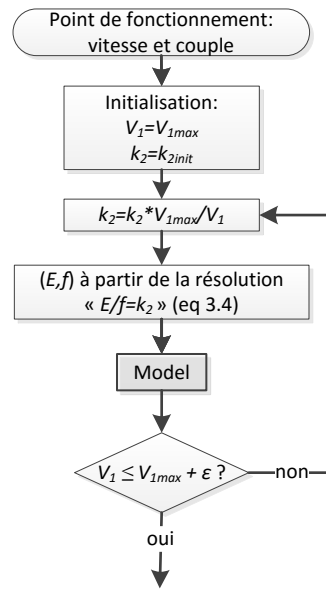 Point de fonctionnement:
vitesse et couple
Initialisation:
V₁=V₁ₘₐₓ
k₂=k₂ᵢₙᵢₜ
k₂=k₂*V₁ₘₐₓ/V₁
(E,f) à partir de la résolution
« E/f=k₂ » (eq 3.4)
Model
V₁ ≤ V₁ₘₐₓ + ε ?
non
oui